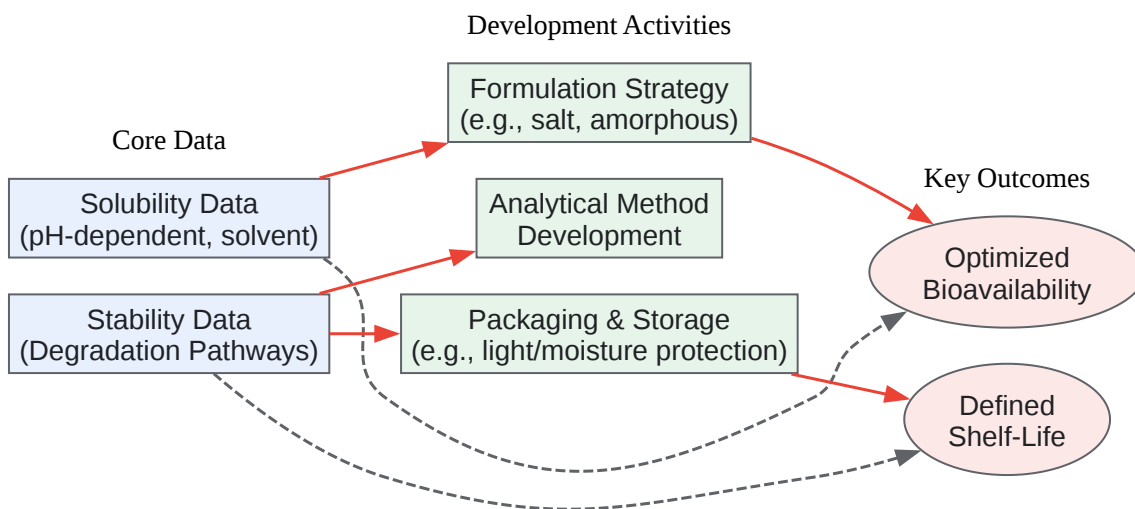 Development Activities
Formulation Strategy
(e.g., salt, amorphous)
Core Data
Solubility Data
(pH-dependent, solvent)
Analytical Method
Development
Key Outcomes
Optimized
Bioavailability
Stability Data
(Degradation Pathways)
Packaging & Storage
(e.g., light/moisture protection)
Defined
Shelf-Life